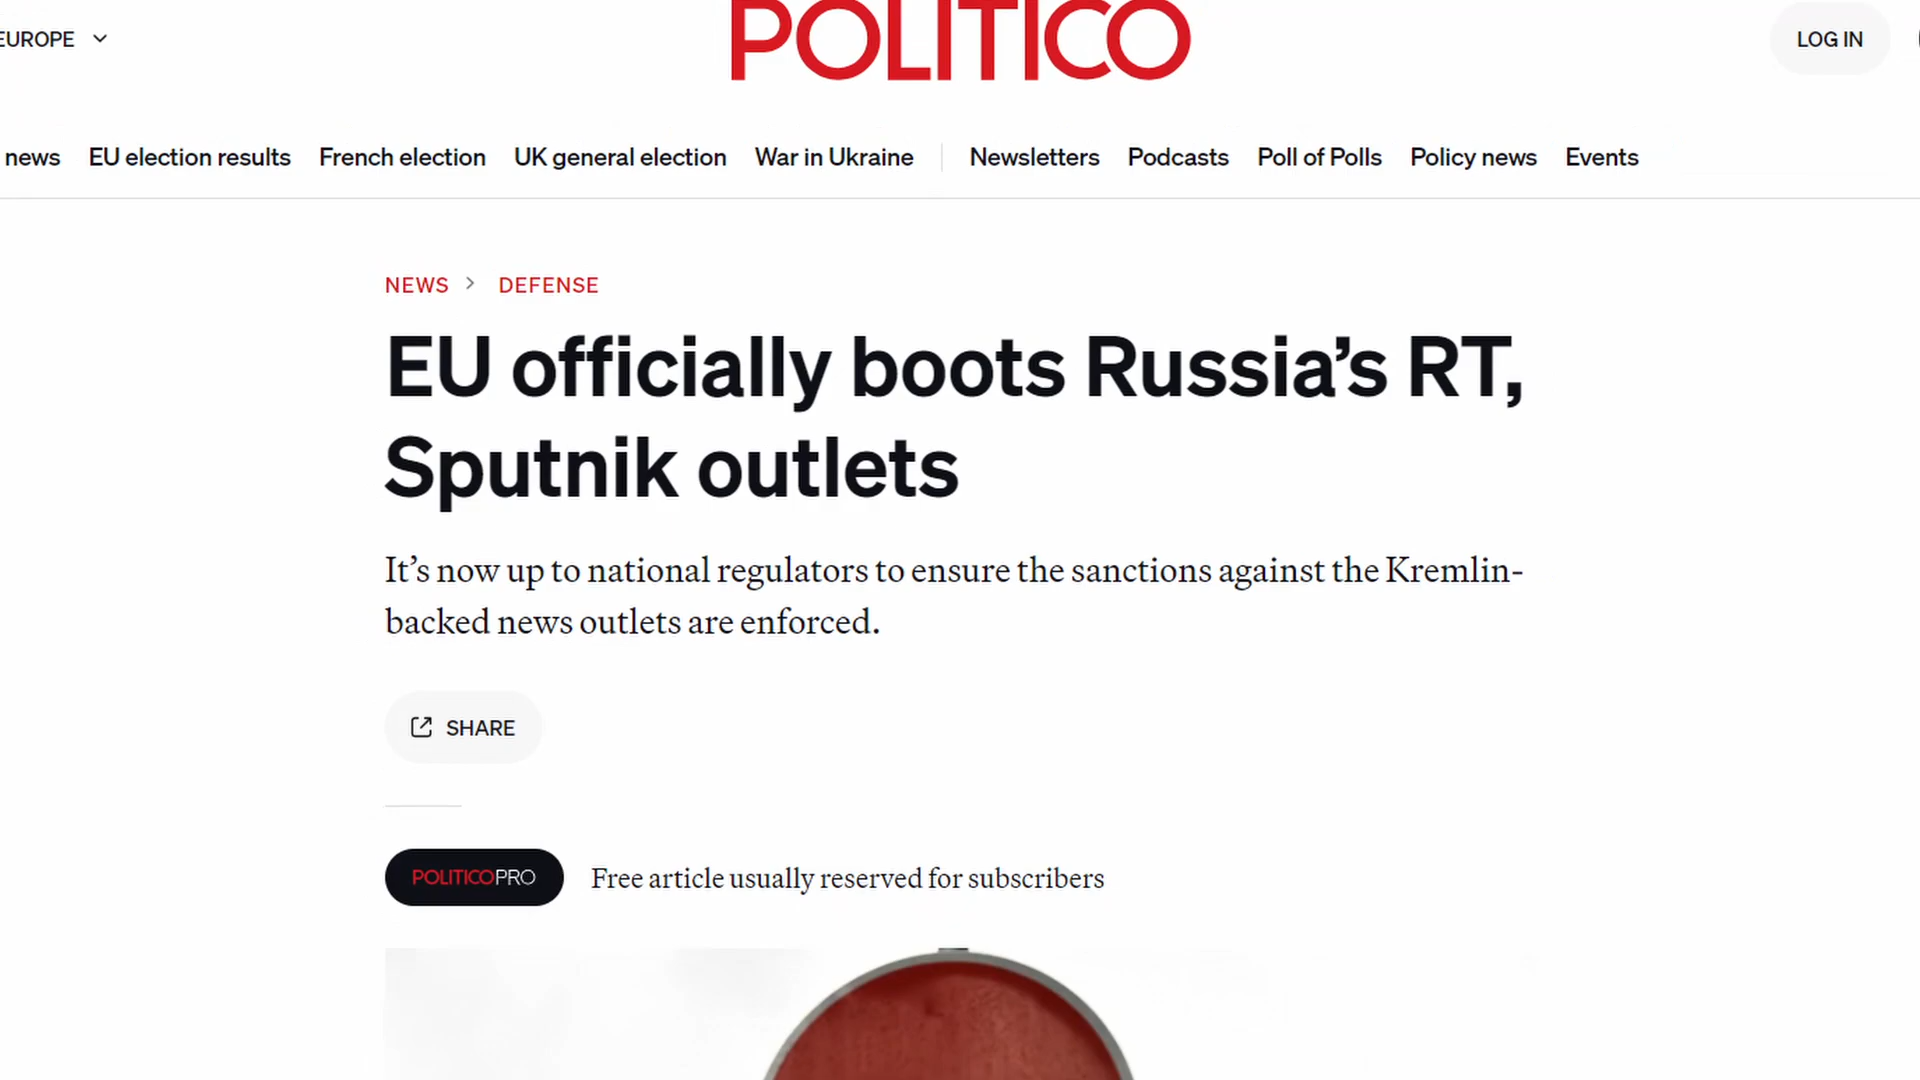 EUROPE
POLITICO
LOG IN
news EU election results French election UK general election War in Ukraine Newsletters Podcasts Poll of Polls Policy news Events
NEWS > DEFENSE
EU officially boots Russia’s RT,
Sputnik outlets
It’s now up to national regulators to ensure the sanctions against the Kremlin-
backed news outlets are enforced.
SHARE
POLITICOPRO Free article usually reserved for subscribers